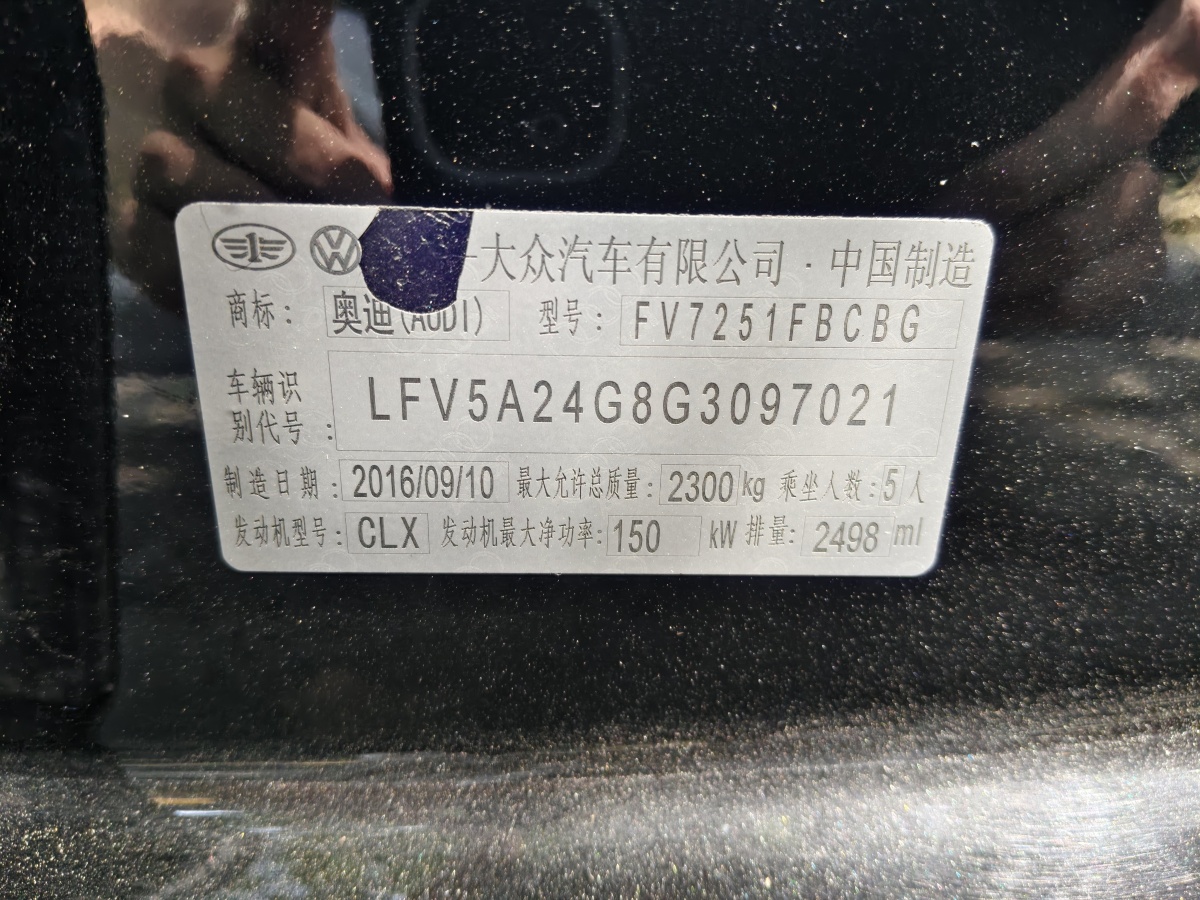 大众汽车有限公司 · 中国制造
商标： 奥迪(AUDI) 型号： FV7251FBCBG
车辆识
别代号： LFV5A24G8G3097021
制造日期： 2016/09/10 最大允许总质量： 2300 kg 乘坐人数： 5 人
发动机型号： CLX 发动机最大净功率： 150 kW 排量： 2498 ml